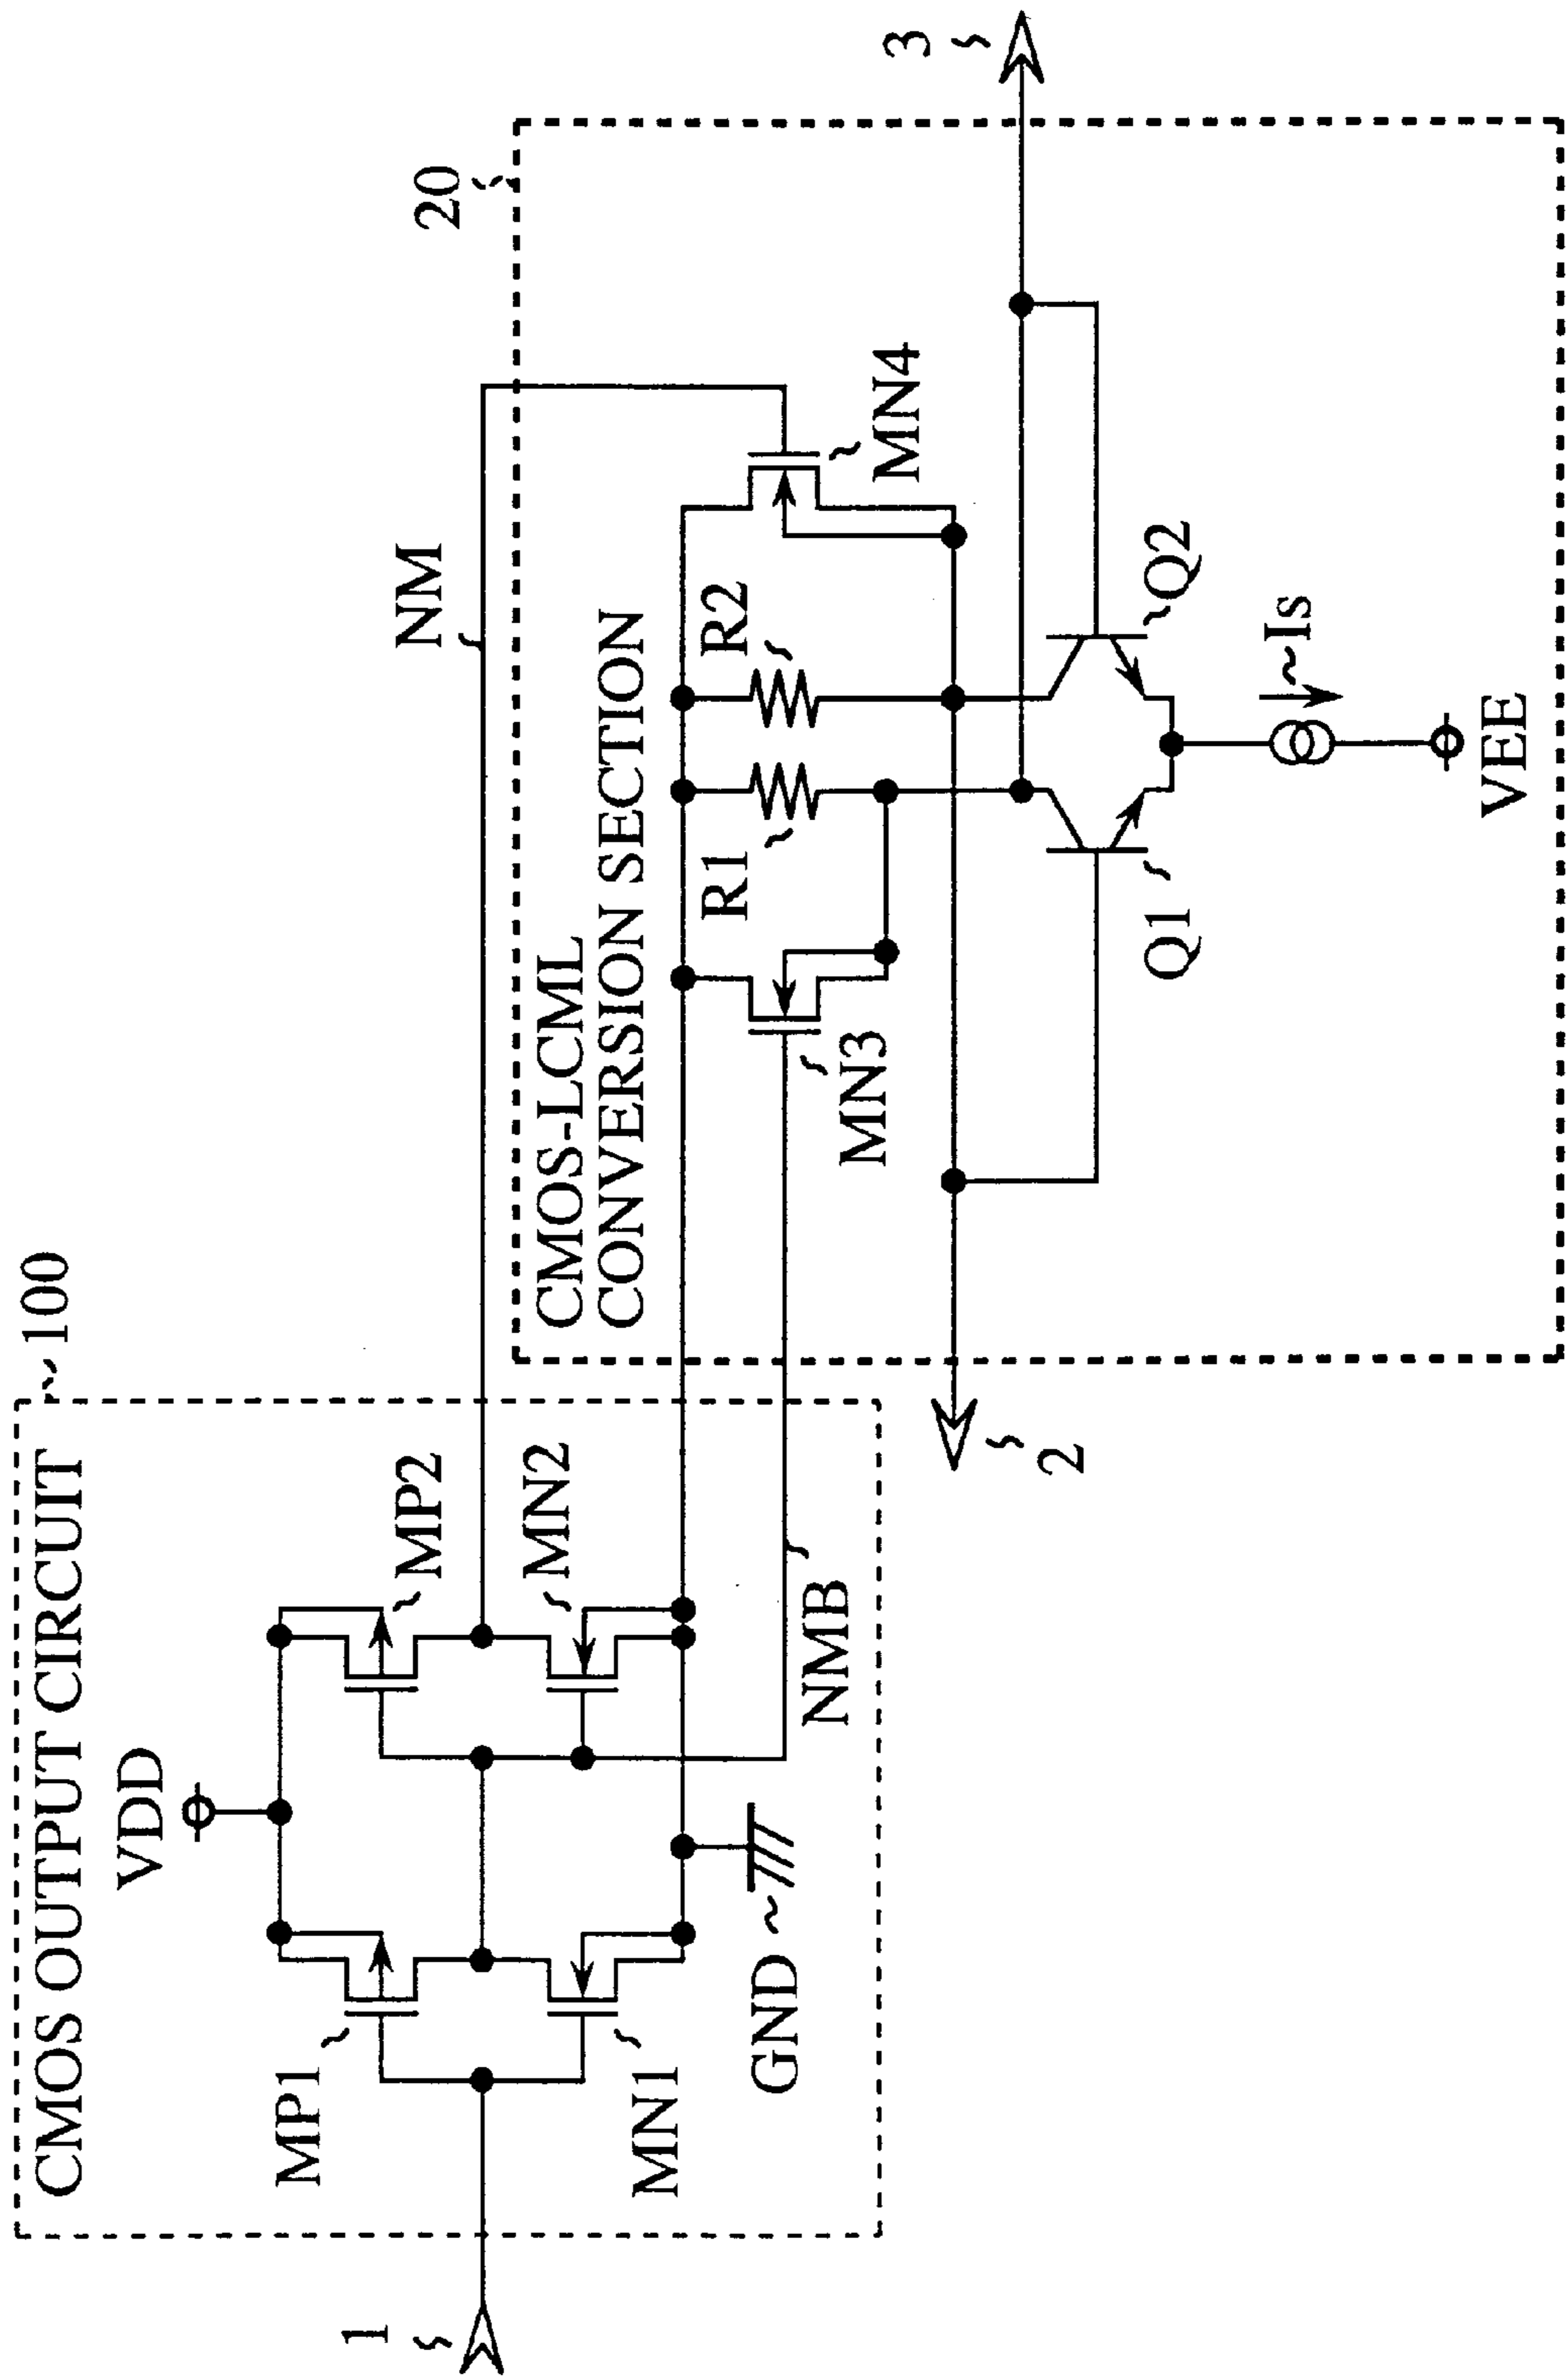 CMOS OUTPUT CIRCUIT
~100
VDD
MP1
MP2
1
NM
MN1
MN2
GND
NMB
20
CMOS-LCML
CONVERSION SECTION
R1
R2
MN3
MN4
3
2
Q1
Q2
Is
VEE